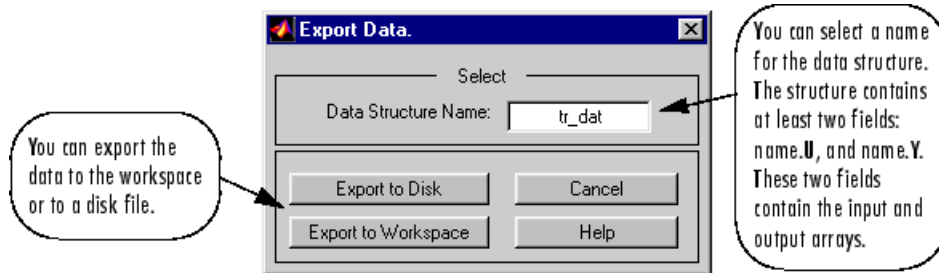 Export Data.
Select
Data Structure Name:
tr_dat
Export to Disk
Cancel
Export to Workspace
Help
You can export the
data to the workspace
or to a disk file.
You can select a name
for the data structure.
The structure contains
at least two fields:
name.U, and name.Y.
These two fields
contain the input and
output arrays.